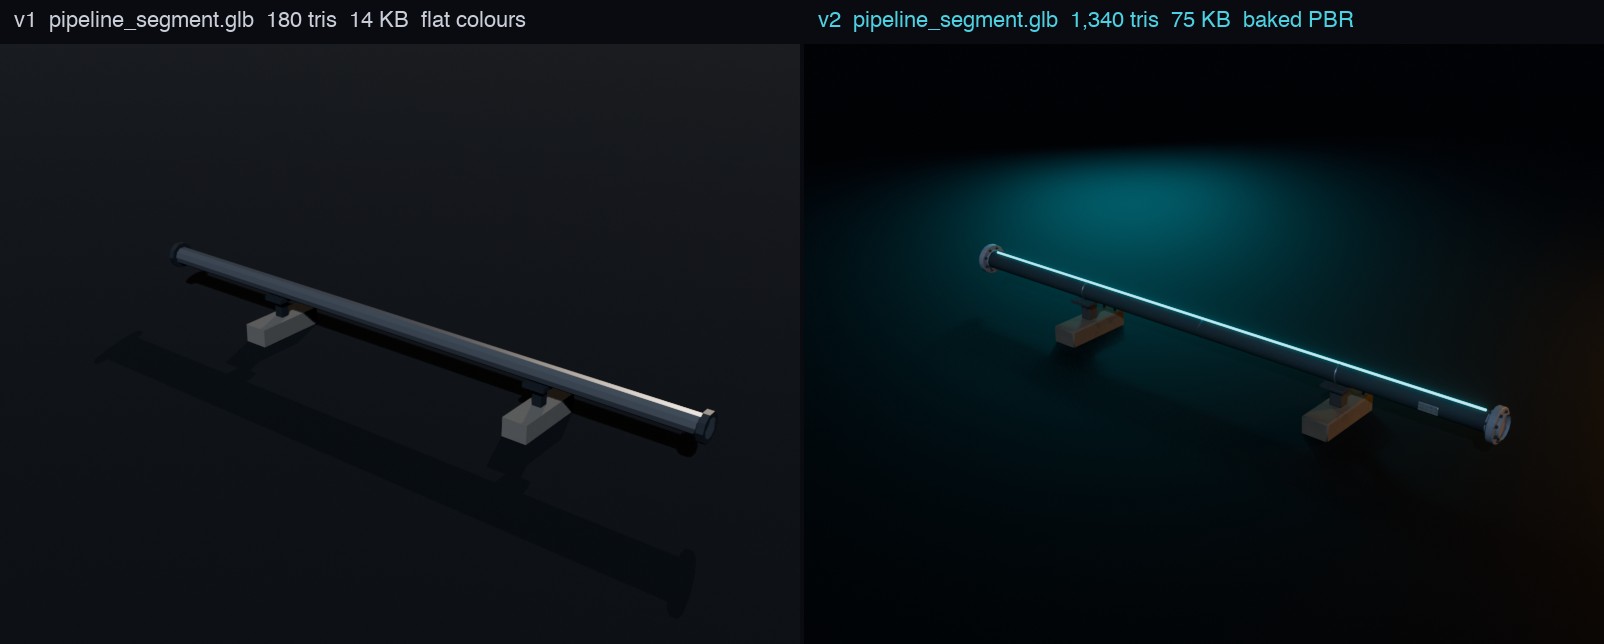 v1  pipeline_segment.glb  180 tris  14 KB  flat colours
v2  pipeline_segment.glb  1,340 tris  75 KB  baked PBR